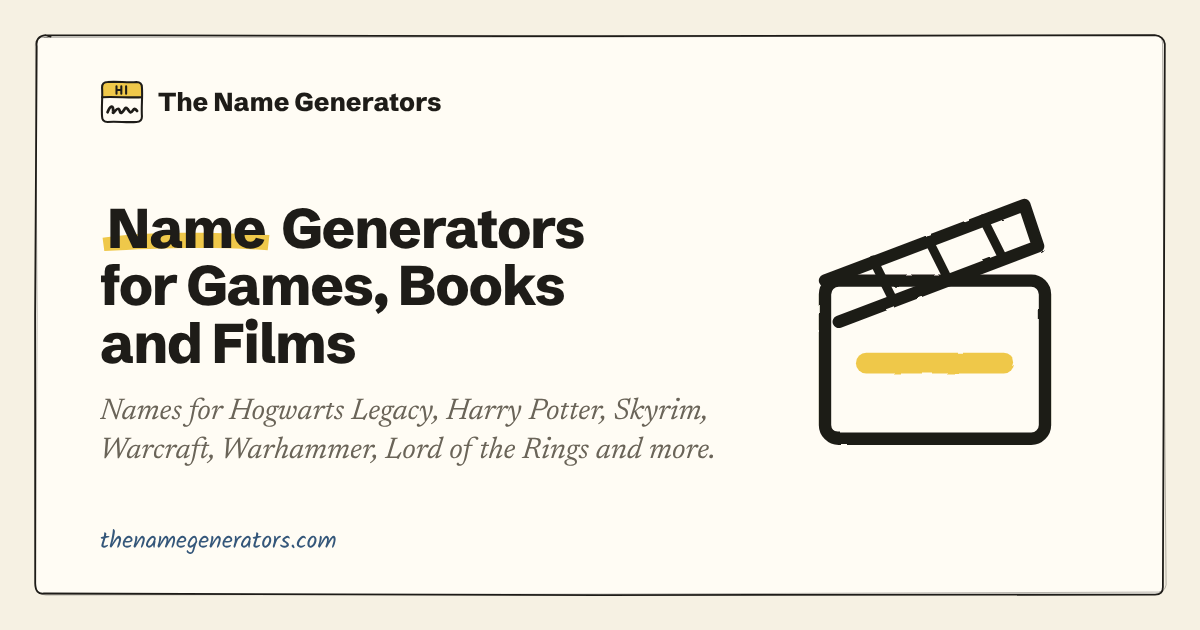 HI
The Name Generators
Name Generators
for Games, Books
and Films
Names for Hogwarts Legacy, Harry Potter, Skyrim,
Warcraft, Warhammer, Lord of the Rings and more.
thenamegenerators.com